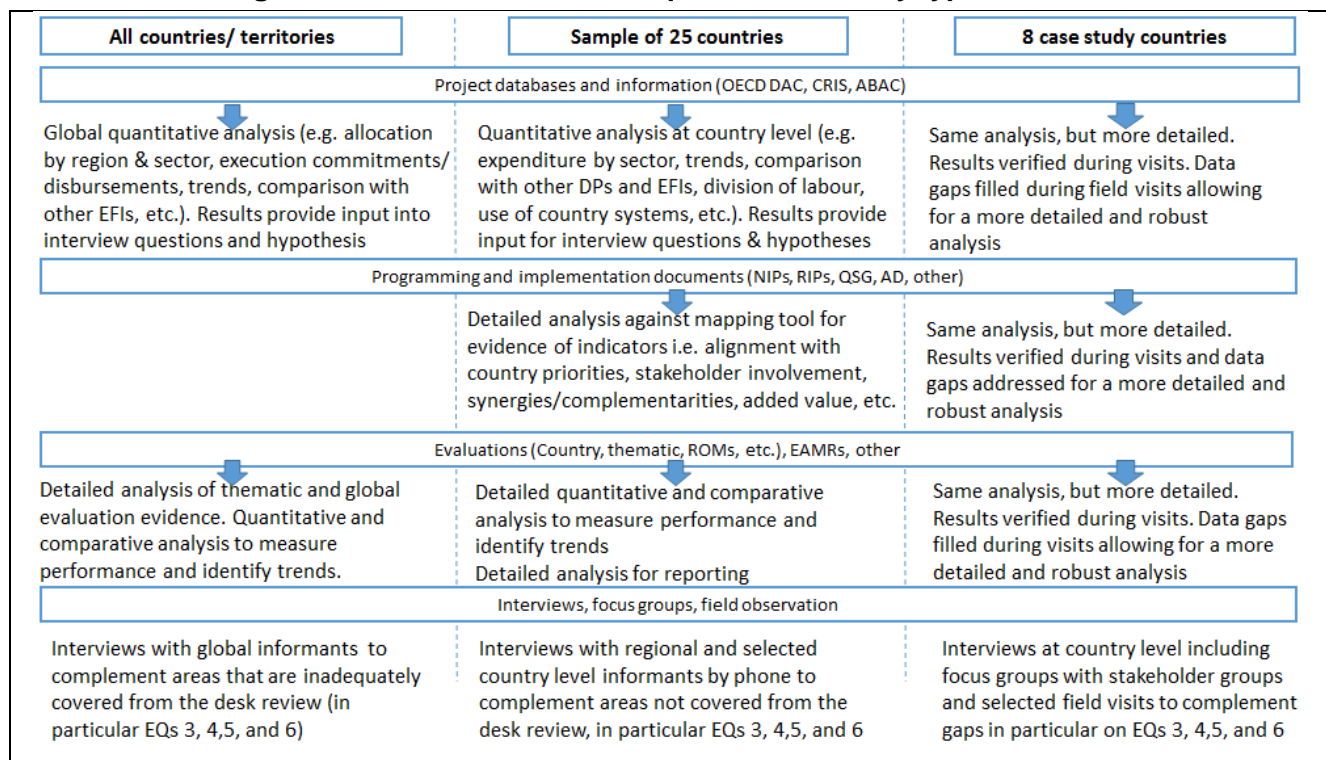 All countries/ territories
Sample of 25 countries
8 case study countries
Project databases and information (OECD DAC, CRIS, ABAC)
Global quantitative analysis (e.g. allocation
by region & sector, execution commitments/
disbursements, trends, comparison with
other EFIs, etc.). Results provide input into
interview questions and hypothesis
Quantitative analysis at country level (e.g.
expenditure by sector, trends, comparison
with other DPs and EFIs, division of labour,
use of country systems, etc.). Results provide
input for interview questions & hypotheses
Same analysis, but more detailed.
Results verified during visits. Data
gaps filled during field visits allowing
for a more detailed and robust
analysis
Programming and implementation documents (NIPs, RIPs, QSG, AD, other)
Detailed analysis against mapping tool for
evidence of indicators i.e. alignment with
country priorities, stakeholder involvement,
synergies/complementarities, added value, etc.
Same analysis, but more detailed.
Results verified during visits and data
gaps addressed for a more detailed and
robust analysis
Evaluations (Country, thematic, ROMs, etc.), EAMRs, other
Detailed analysis of thematic and global
evaluation evidence. Quantitative and
comparative analysis to measure
performance and identify trends.
Detailed quantitative and comparative
analysis to measure performance and
identify trends
Detailed analysis for reporting
Same analysis, but more detailed.
Results verified during visits. Data gaps
filled during visits allowing for a more
detailed and robust analysis
Interviews, focus groups, field observation
Interviews with global informants to
complement areas that are inadequately
covered from the desk review (in
particular EQs 3, 4,5, and 6)
Interviews with regional and selected
country level informants by phone to
complement areas not covered from the
desk review, in particular EQs 3, 4,5, and 6
Interviews at country level including
focus groups with stakeholder groups
and selected field visits to complement
gaps in particular on EQs 3, 4,5, and 6